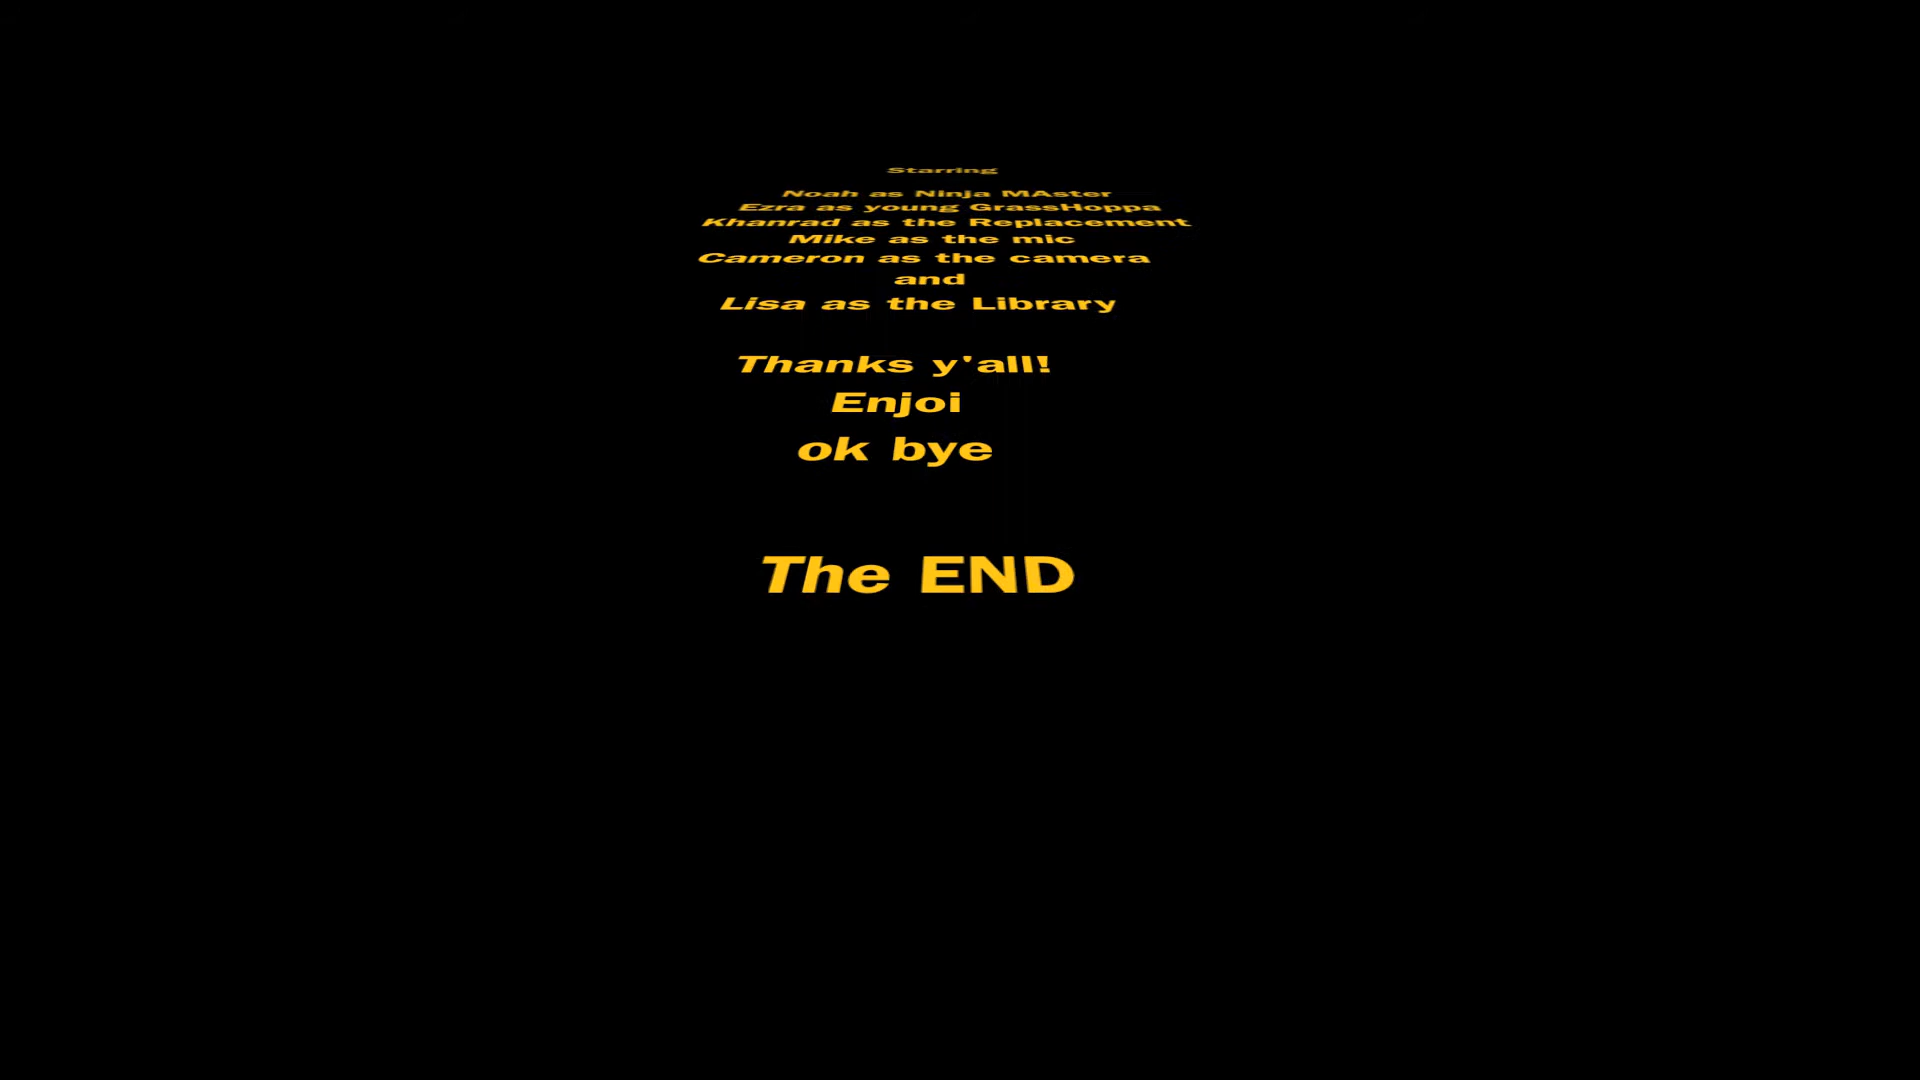 Starring
Noah as Ninja MAster
Ezra as young GrassHoppa
Khanrad as the Replacement
Mike as the mic
Cameron as the camera
and
Lisa as the Library
Thanks y'all!
Enjoi
ok bye
The END